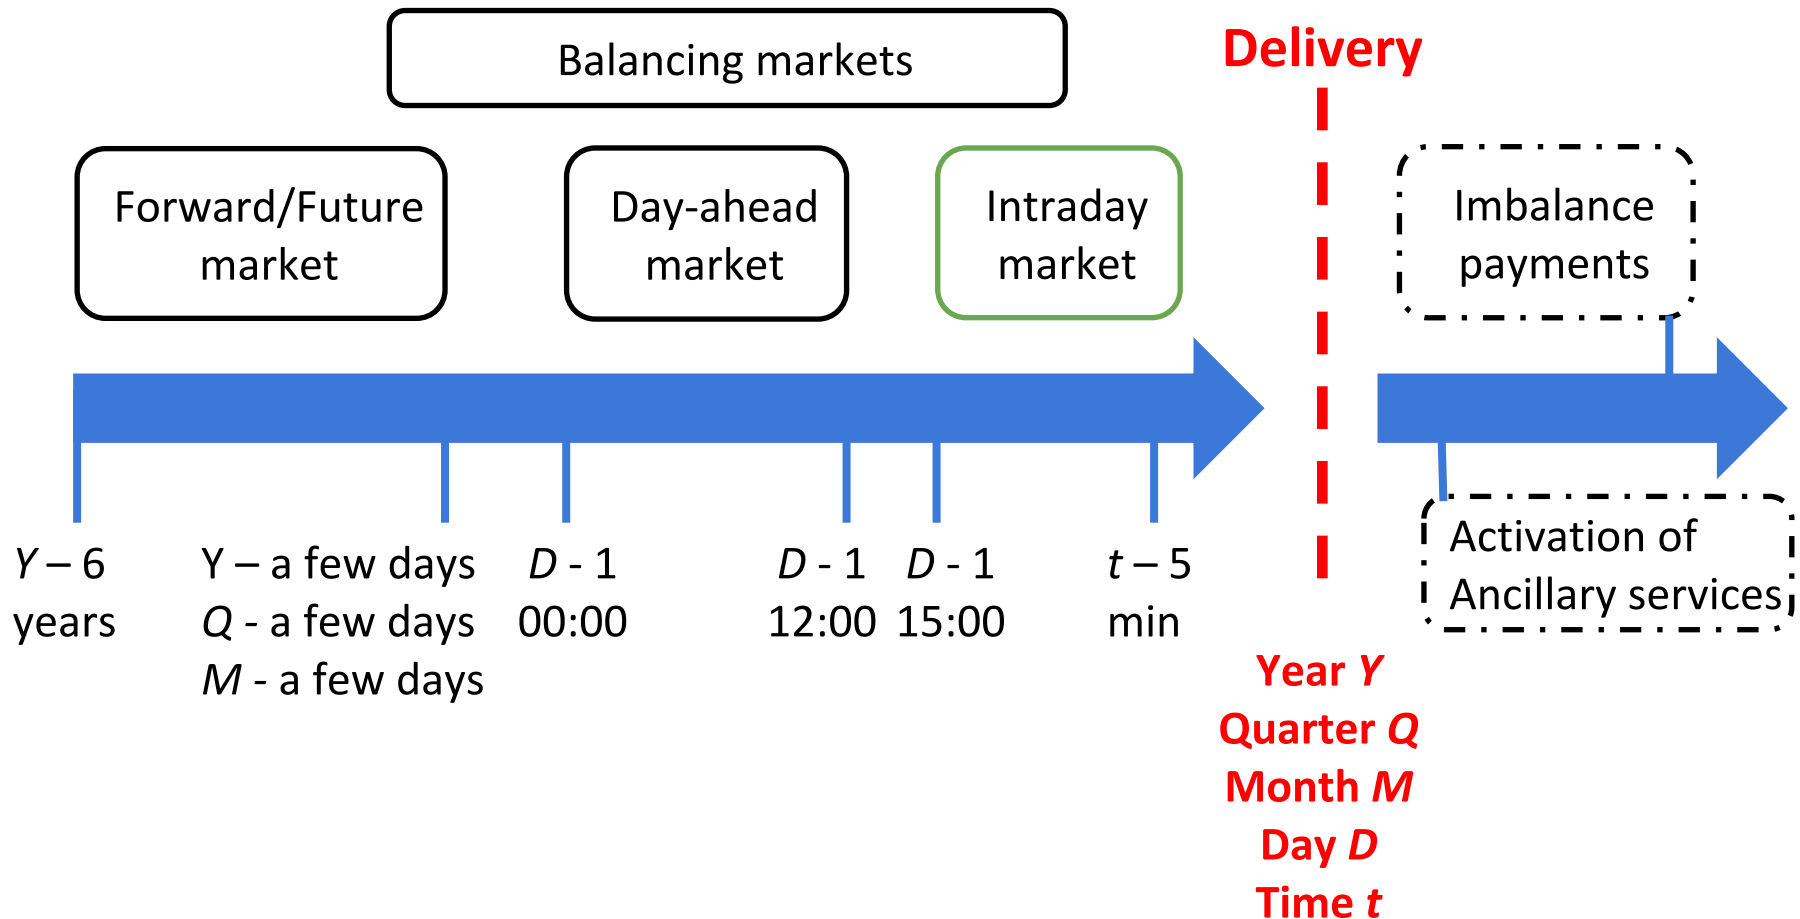 Balancing markets
Delivery
Forward/Future
market
Day-ahead
market
Intraday
market
Imbalance
payments
Y – 6
years
Y – a few days
Q - a few days
M - a few days
D - 1
00:00
D - 1
12:00
D - 1
15:00
t – 5
min
Activation of
Ancillary services
Year Y
Quarter Q
Month M
Day D
Time t